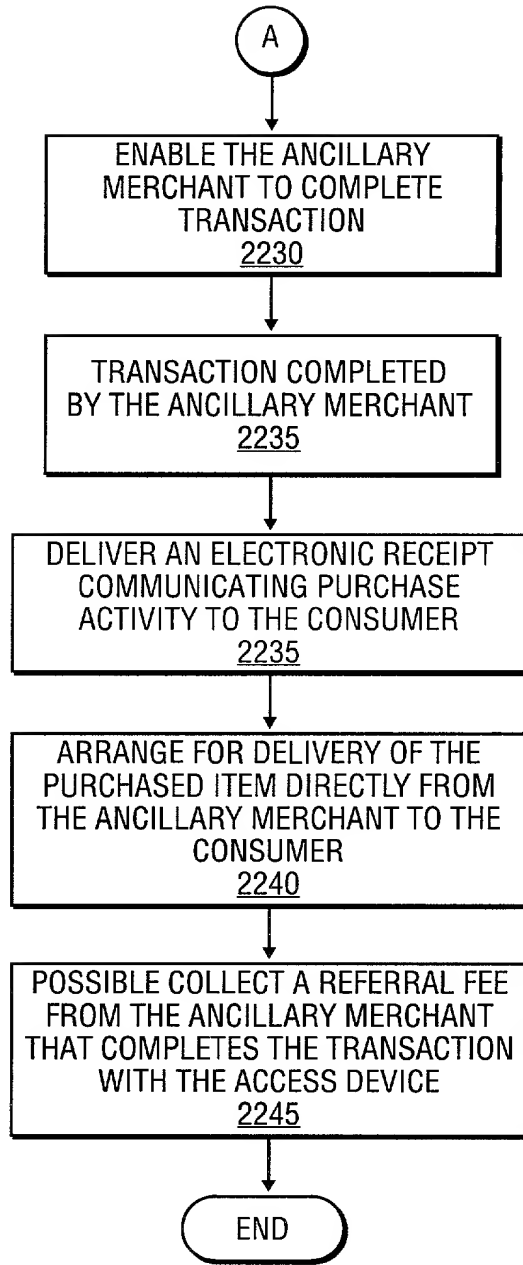 A
ENABLE THE ANCILLARY
MERCHANT TO COMPLETE
TRANSACTION
2230
TRANSACTION COMPLETED
BY THE ANCILLARY MERCHANT
2235
DELIVER AN ELECTRONIC RECEIPT
COMMUNICATING PURCHASE
ACTIVITY TO THE CONSUMER
2235
ARRANGE FOR DELIVERY OF THE
PURCHASED ITEM DIRECTLY FROM
THE ANCILLARY MERCHANT TO THE
CONSUMER
2240
POSSIBLE COLLECT A REFERRAL FEE
FROM THE ANCILLARY MERCHANT
THAT COMPLETES THE TRANSACTION
WITH THE ACCESS DEVICE
2245
END